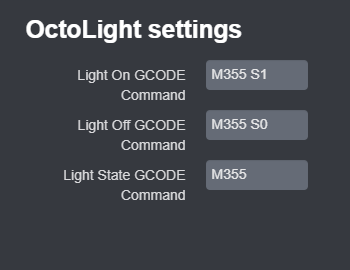 OctoLight settings
Light On GCODE M355 S1
Command
Light Off GCODE M355 S0
Command
Light State GCODE M355
Command